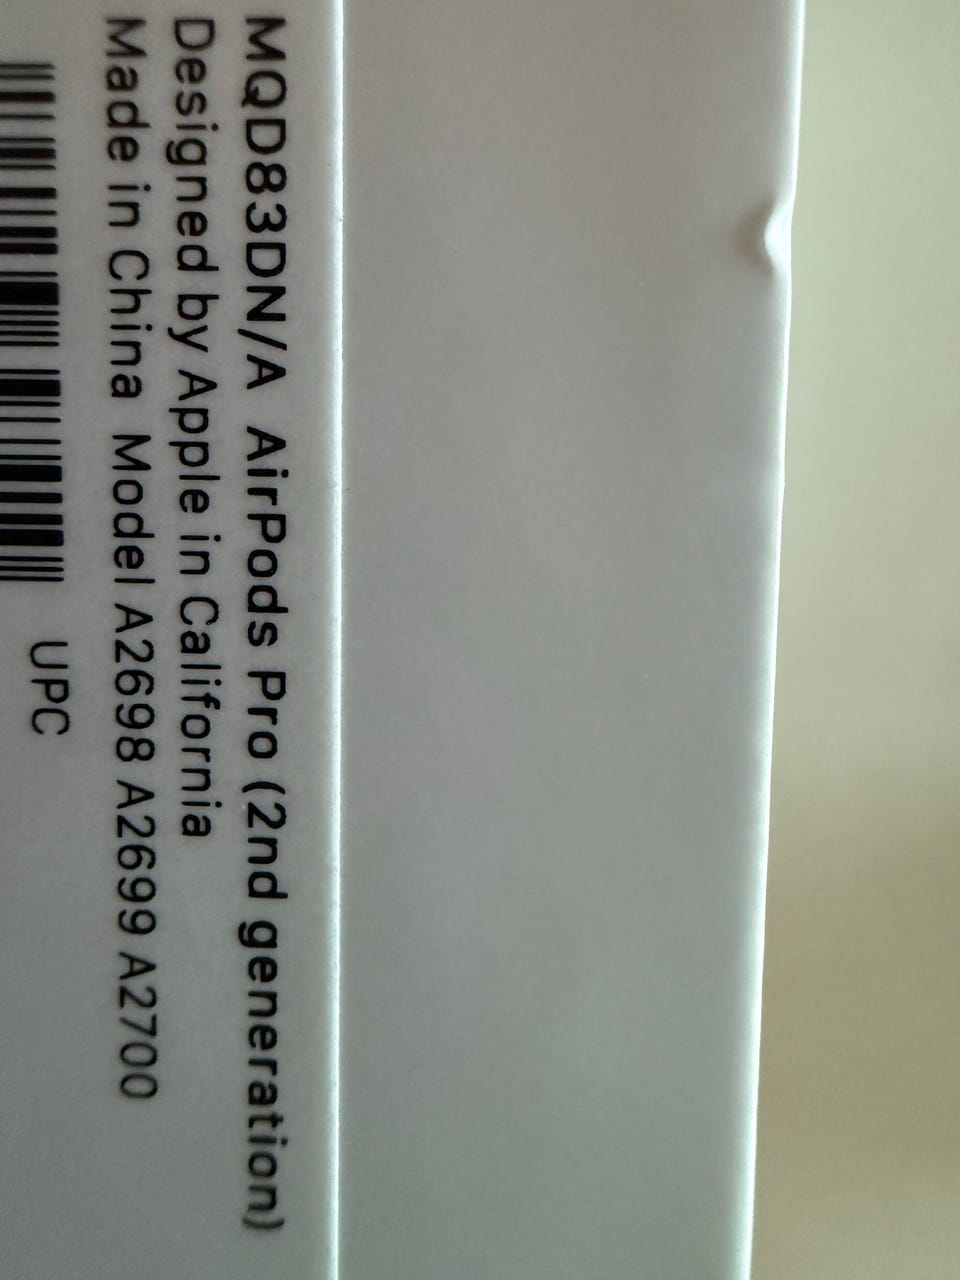 MQD83DN/A AirPods Pro (2nd generation)
Designed by Apple in California
Made in China Model A2698 A2699 A2700
UPC